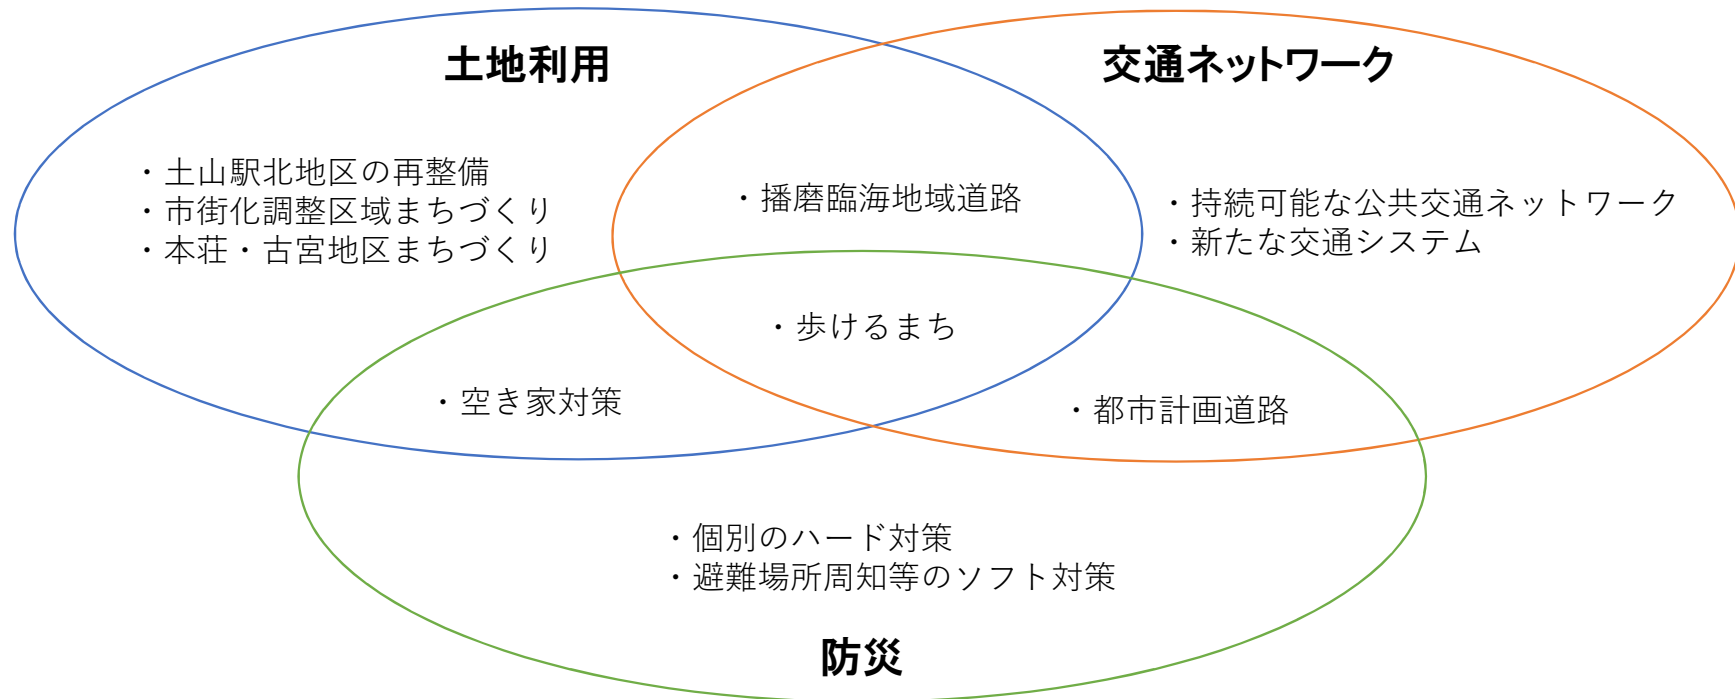 土地利用
交通ネットワーク
・土山駅北地区の再整備
・市街化調整区域まちづくり
・本荘・古宮地区まちづくり
・播磨臨海地域道路
・持続可能な公共交通ネットワーク
・新たな交通システム
・歩けるまち
・空き家対策
・都市計画道路
・個別のハード対策
・避難場所周知等のソフト対策
防災